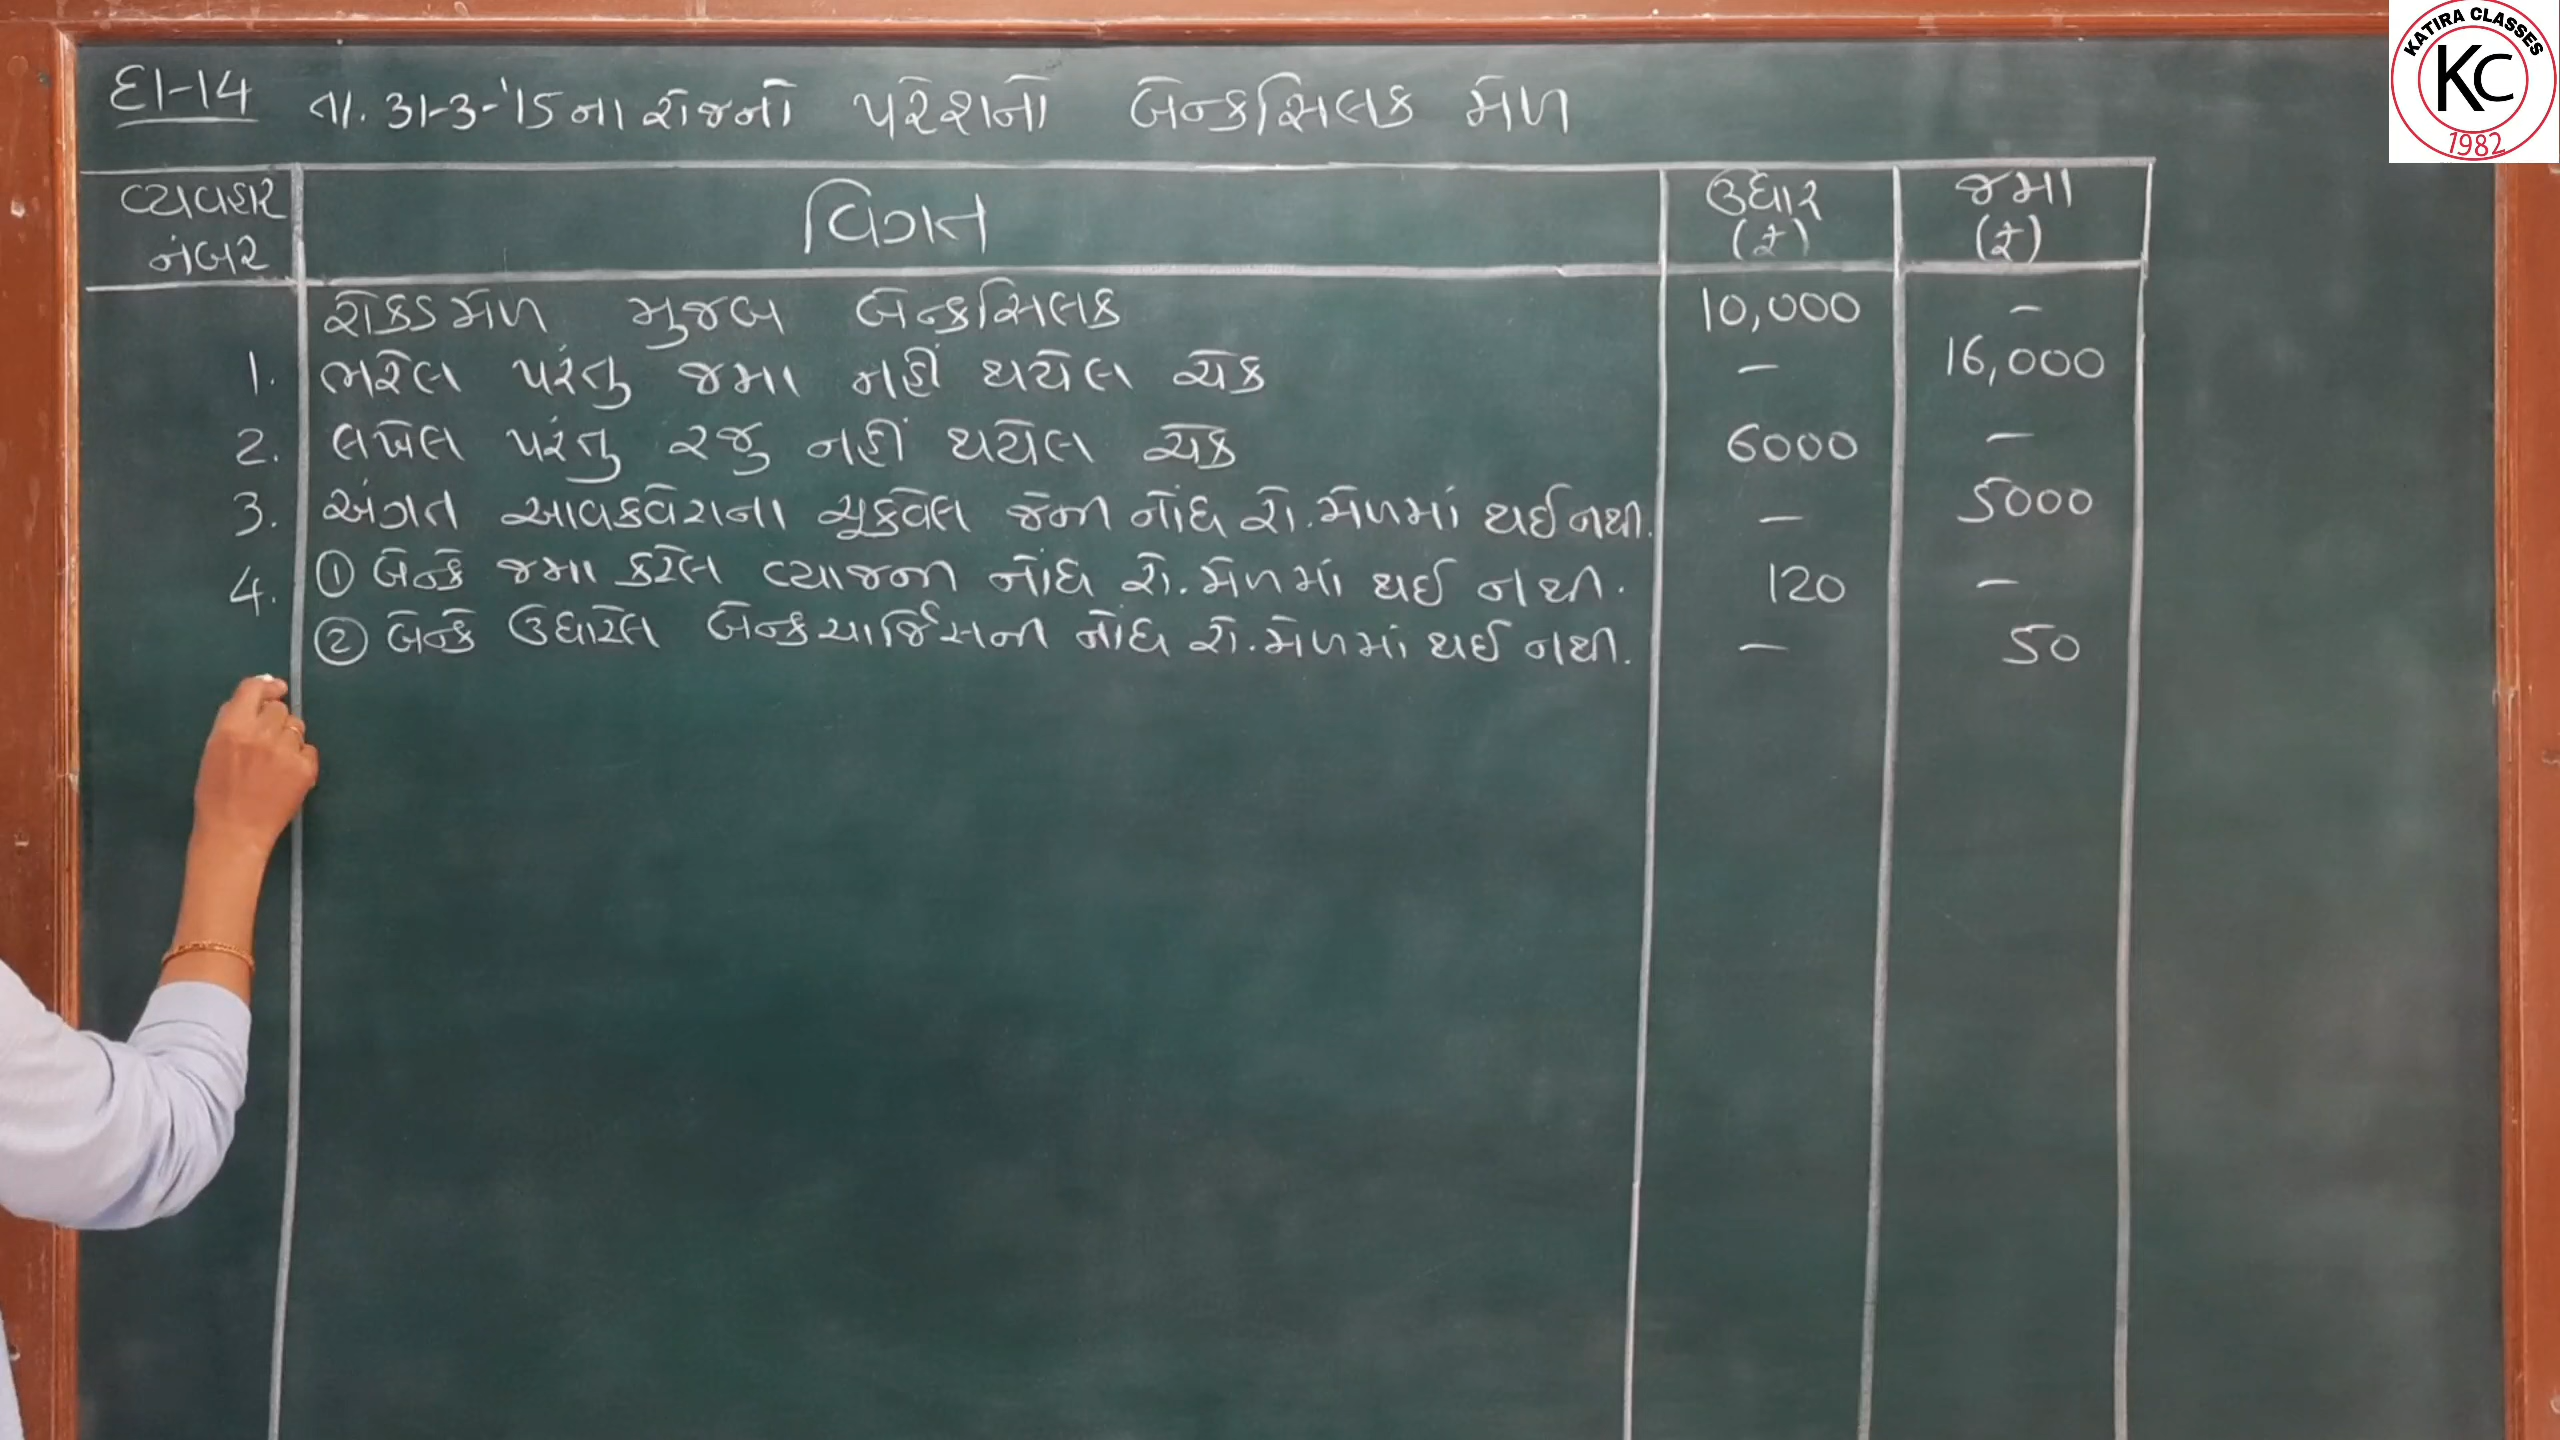 દા-14 તા. 31-3-'15 ના રોજનો પરેશનો બેન્કસિલક મેળ
KATIRA CLASSES
KC
1982
વ્યવહાર નંબર વિગત ઉધાર (₹) જમા (₹)
રોકડમેળ મુજબ બેન્કસિલક 10,000 –
1. ભરેલ પરંતુ જમા નહીં થયેલ ચેક – 16,000
2. લખેલ પરંતુ રજુ નહીં થયેલ ચેક 6000 –
3. અંગત આવકવેરાના ચૂકવેલ જેની નોંધ રો.મેળમાં થઈ નથી. – 5000
4. ① બેન્કે જમા કરેલ વ્યાજની નોંધ રો.મેળમાં થઈ નથી. 120 –
② બેન્કે ઉધારેલ બેન્કચાર્જિસની નોંધ રો.મેળમાં થઈ નથી. – 50